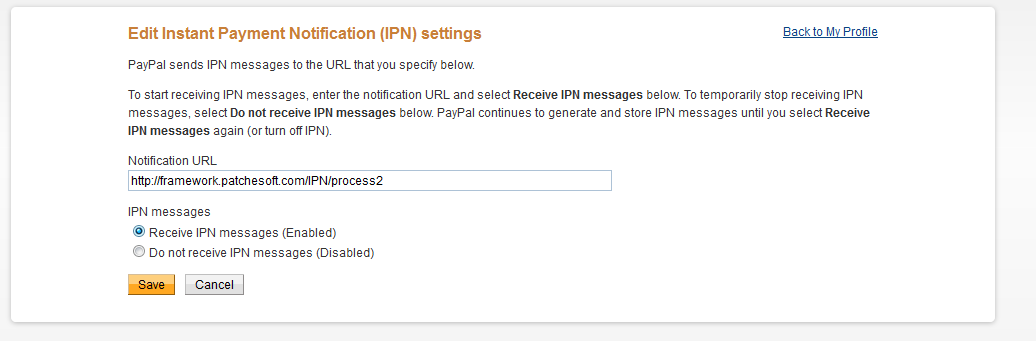 Edit Instant Payment Notification (IPN) settings
Back to My Profile
PayPal sends IPN messages to the URL that you specify below.
To start receiving IPN messages, enter the notification URL and select Receive IPN messages below. To temporarily stop receiving IPN
messages, select Do not receive IPN messages below. PayPal continues to generate and store IPN messages until you select Receive
IPN messages again (or turn off IPN).
Notification URL
http://framework.patchesoft.com/IPN/process2
IPN messages
Receive IPN messages (Enabled)
Do not receive IPN messages (Disabled)
Save
Cancel